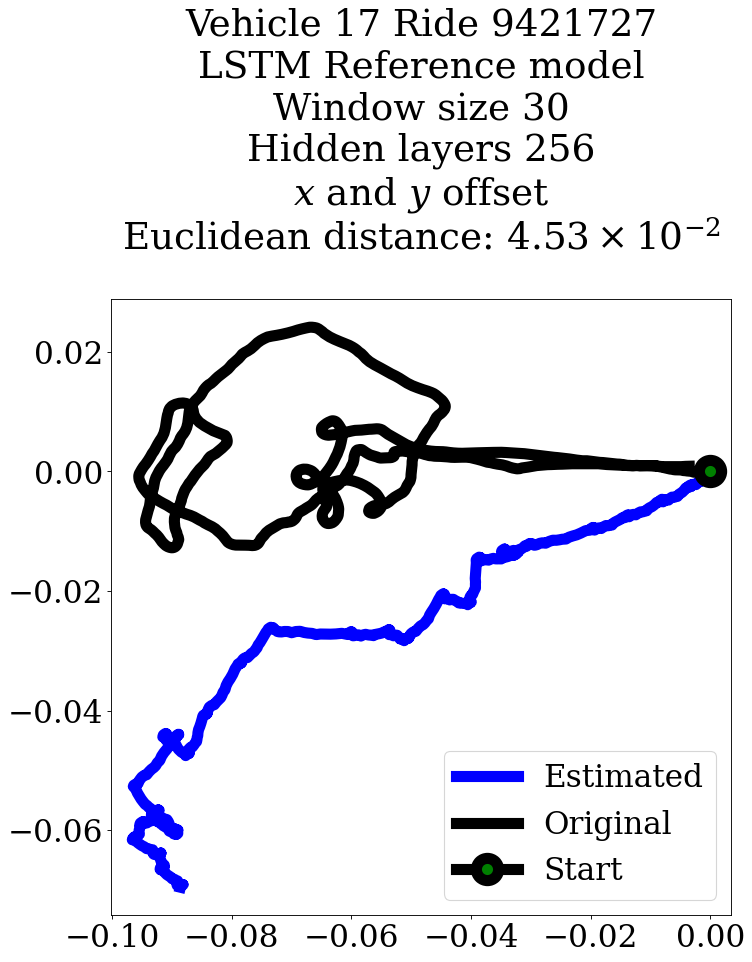 Vehicle 17 Ride 9421727
LSTM Reference model
Window size 30
Hidden layers 256
x and y offset
Euclidean distance: 4.53 × 10⁻²
0.02
0.00
−0.02
−0.04
−0.06
Estimated
Original
Start
−0.10 −0.08 −0.06 −0.04 −0.02 0.00